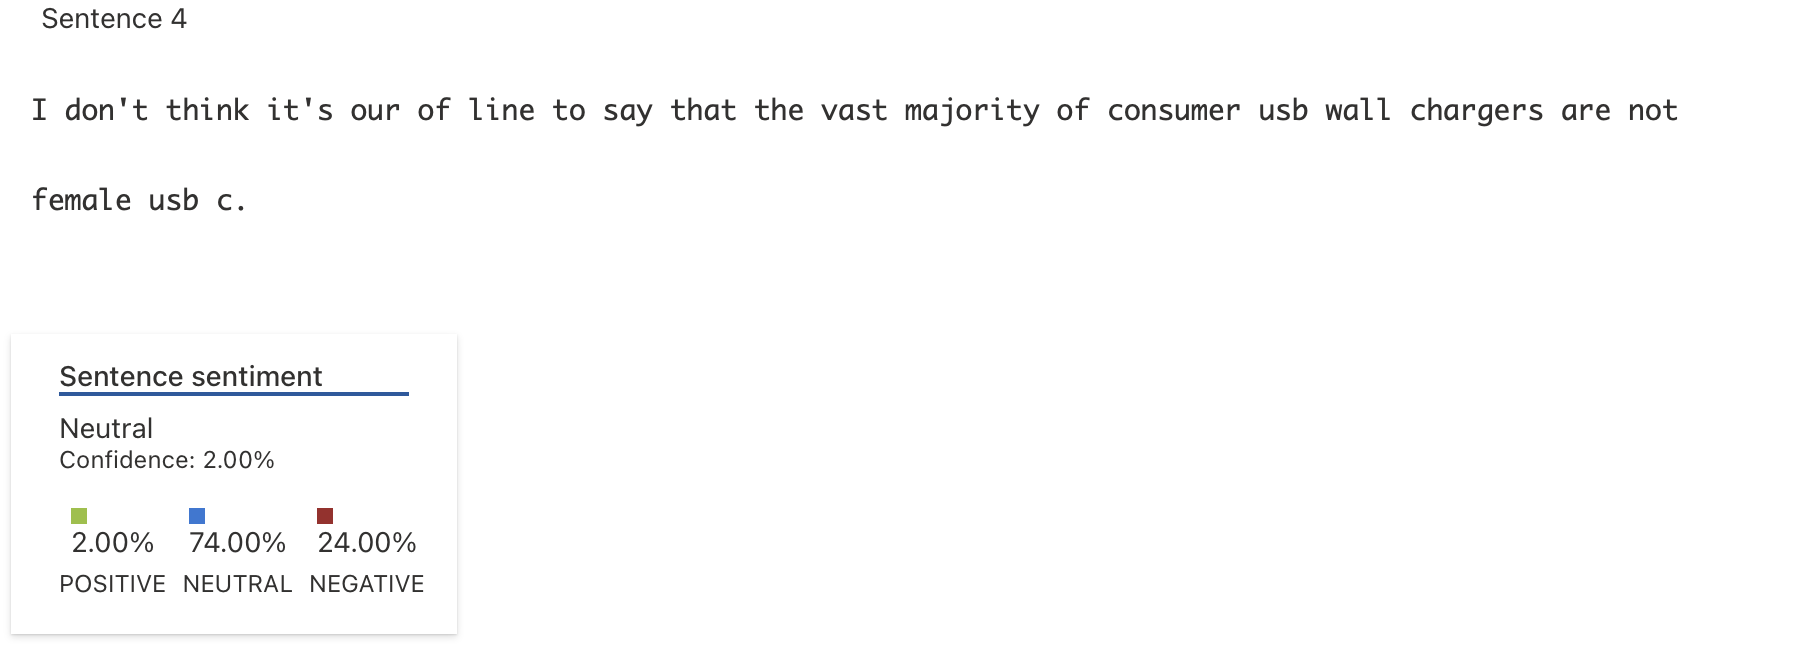 Sentence 4
I don't think it's our of line to say that the vast majority of consumer usb wall chargers are not
female usb c.
Sentence sentiment
Neutral
Confidence: 2.00%
2.00% 74.00% 24.00%
POSITIVE NEUTRAL NEGATIVE